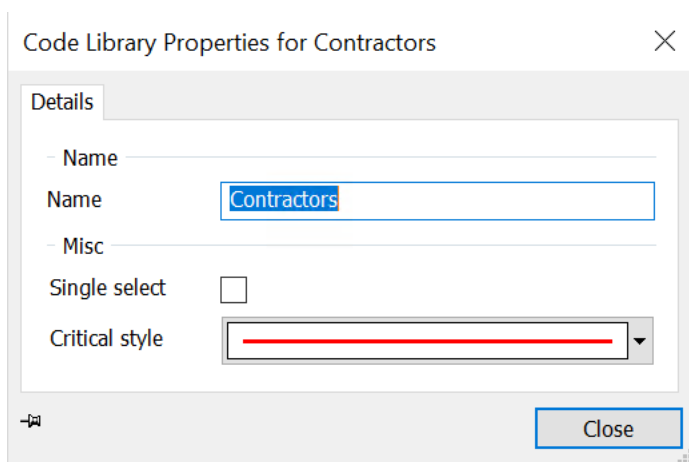 Code Library Properties for Contractors
Details
Name
Name
Contractors
Misc
Single select
Critical style
Close